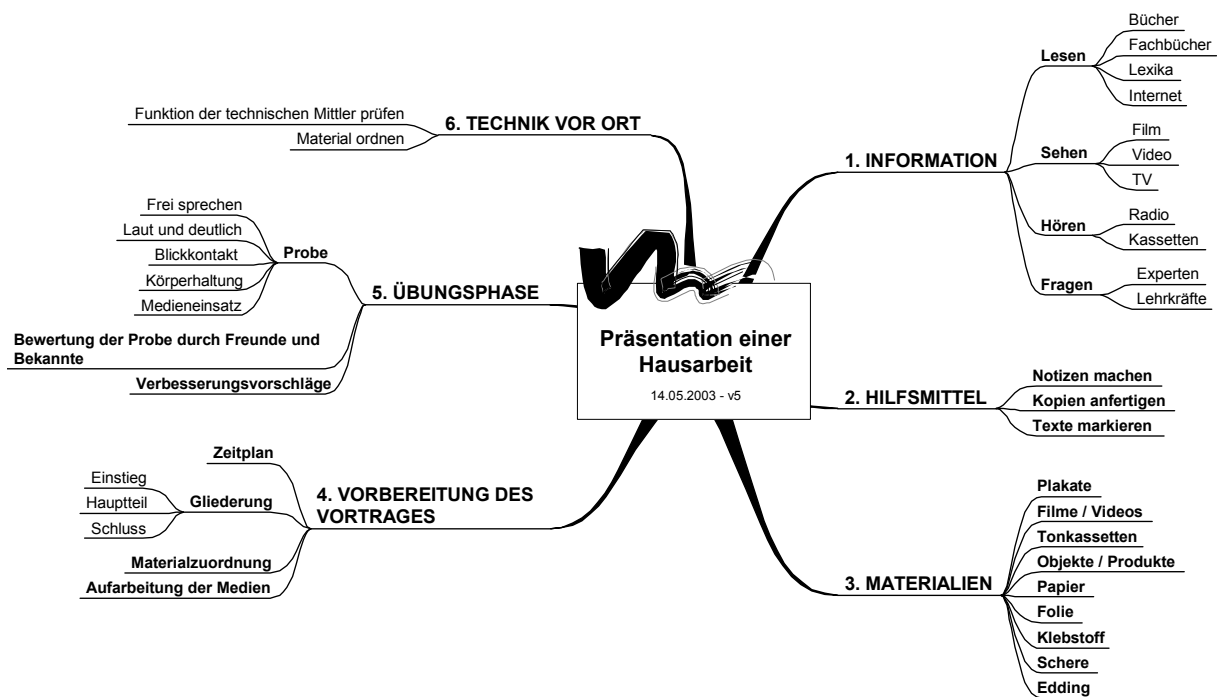 Präsentation einer
Hausarbeit
14.05.2003 - v5
1. INFORMATION
Lesen
Bücher
Fachbücher
Lexika
Internet
Sehen
Film
Video
TV
Hören
Radio
Kassetten
Fragen
Experten
Lehrkräfte
2. HILFSMITTEL
Notizen machen
Kopien anfertigen
Texte markieren
3. MATERIALIEN
Plakate
Filme / Videos
Tonkassetten
Objekte / Produkte
Papier
Folie
Klebstoff
Schere
Edding
4. VORBEREITUNG DES
VORTRAGES
Zeitplan
Gliederung
Einstieg
Hauptteil
Schluss
Materialzuordnung
Aufarbeitung der Medien
5. ÜBUNGSPHASE
Probe
Frei sprechen
Laut und deutlich
Blickkontakt
Körperhaltung
Medieneinsatz
Bewertung der Probe durch Freunde und
Bekannte
Verbesserungsvorschläge
6. TECHNIK VOR ORT
Funktion der technischen Mittler prüfen
Material ordnen